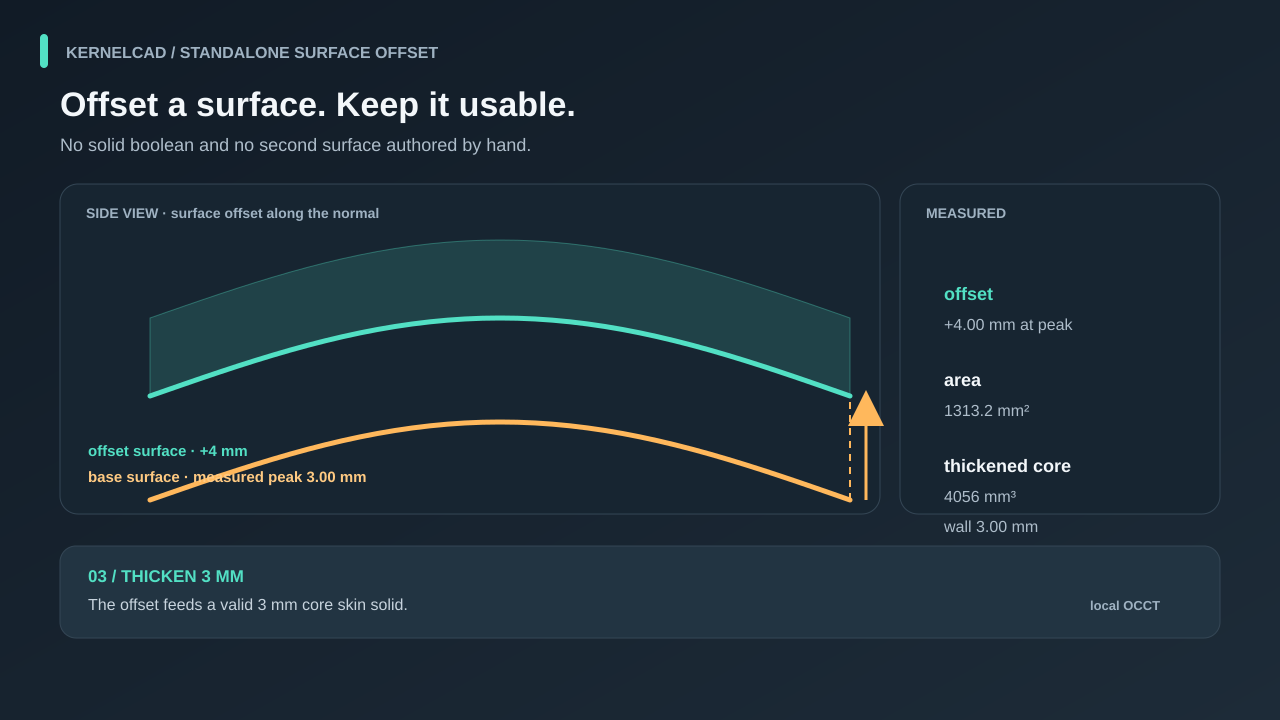 KERNELCAD / STANDALONE SURFACE OFFSET
Offset a surface. Keep it usable.
No solid boolean and no second surface authored by hand.
SIDE VIEW · surface offset along the normal
offset surface · +4 mm
base surface · measured peak 3.00 mm
MEASURED
offset
+4.00 mm at peak
area
1313.2 mm²
thickened core
4056 mm³
wall 3.00 mm
03 / THICKEN 3 MM
The offset feeds a valid 3 mm core skin solid.
local OCCT